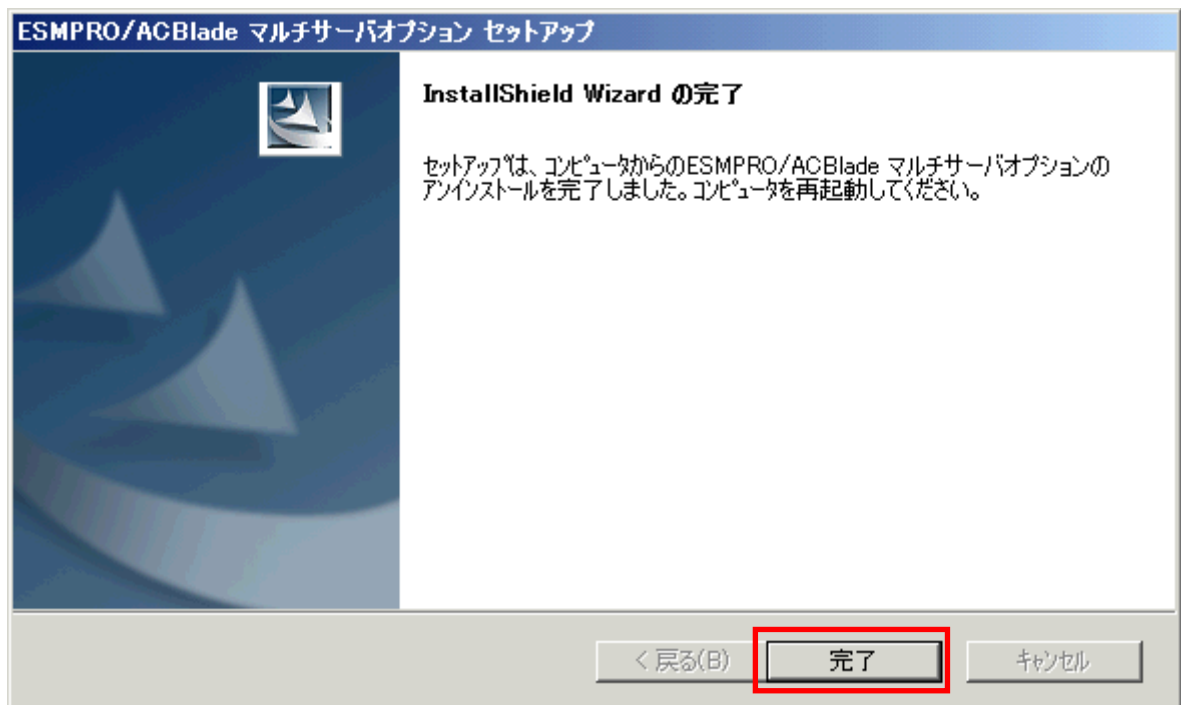 ESMPRO/ACBlade マルチサーバオプション セットアップ
InstallShield Wizard の完了
セットアップは、コンピュータからのESMPRO/ACBlade マルチサーバオプションの
アンインストールを完了しました。コンピュータを再起動してください。
< 戻る(B)
完了
キャンセル